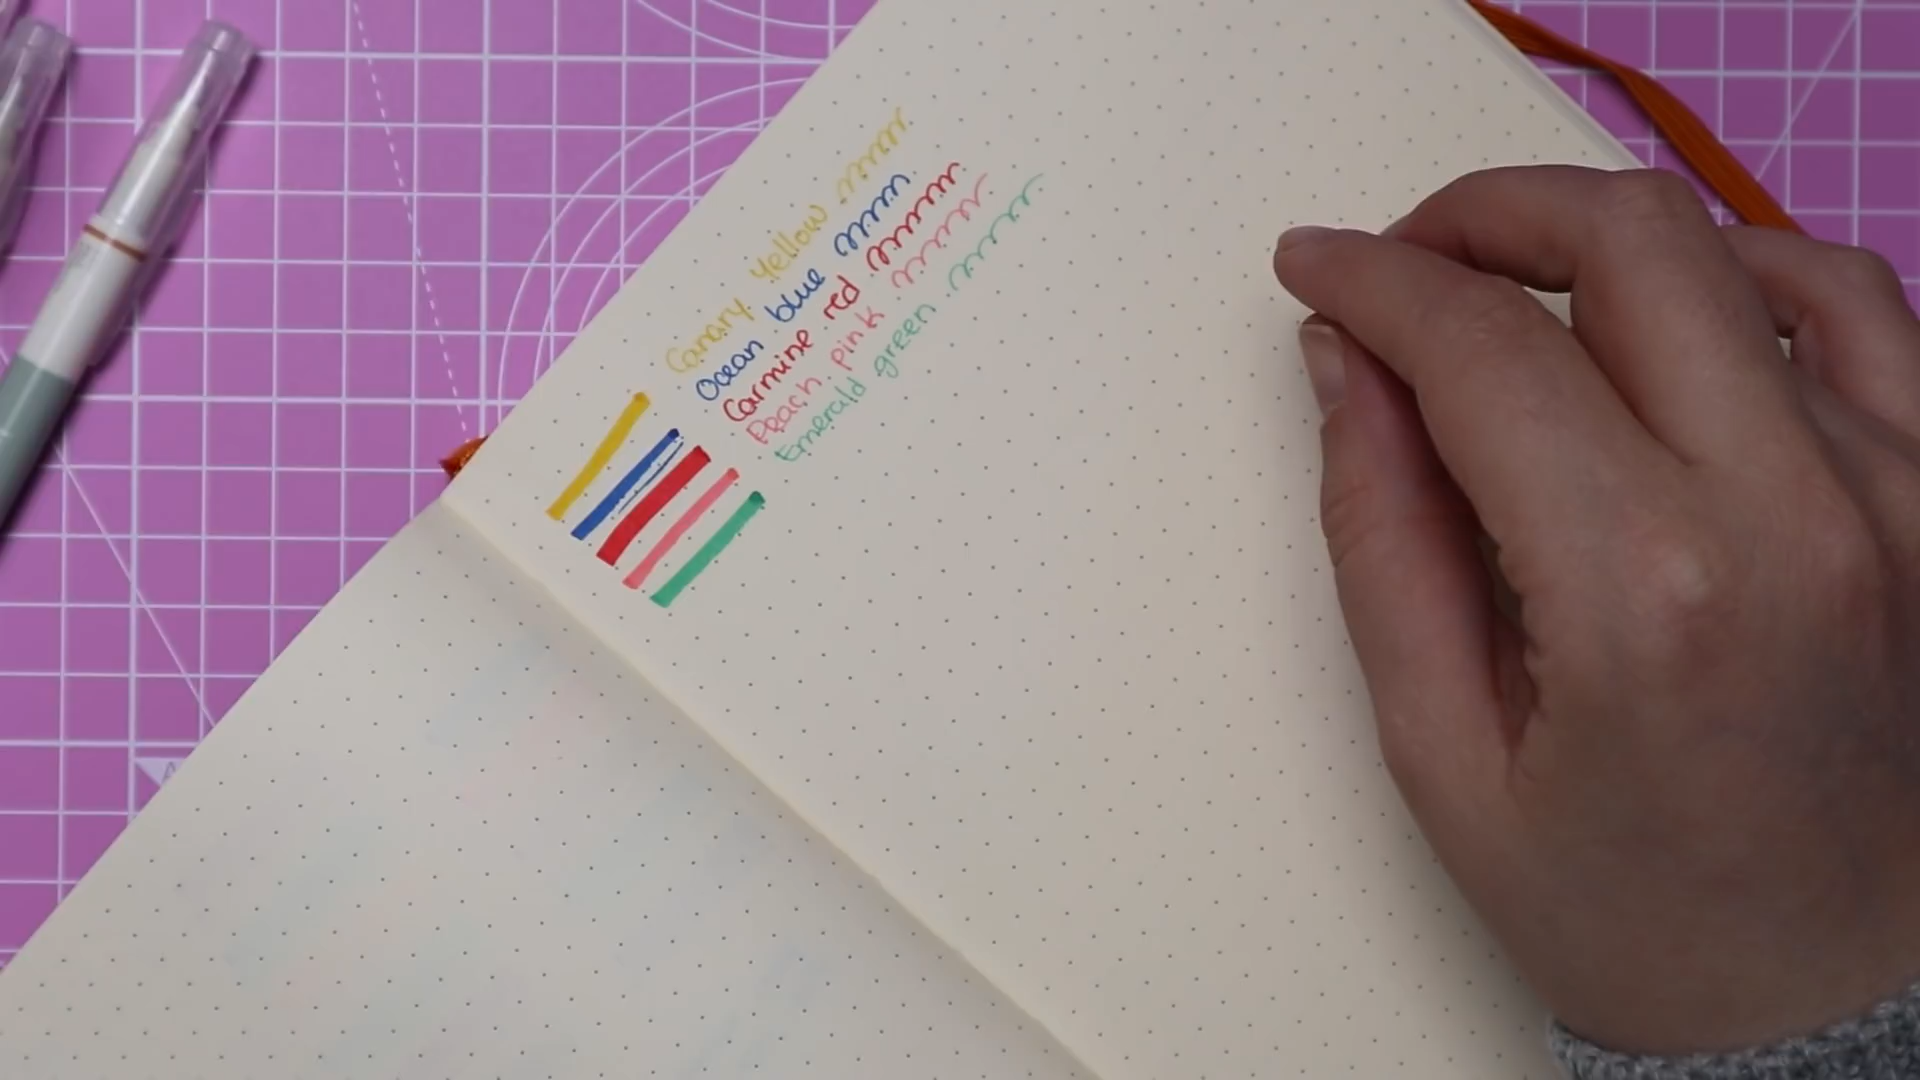 Canary Yellow
Ocean blue
Carmine red
Peach pink
Emerald green